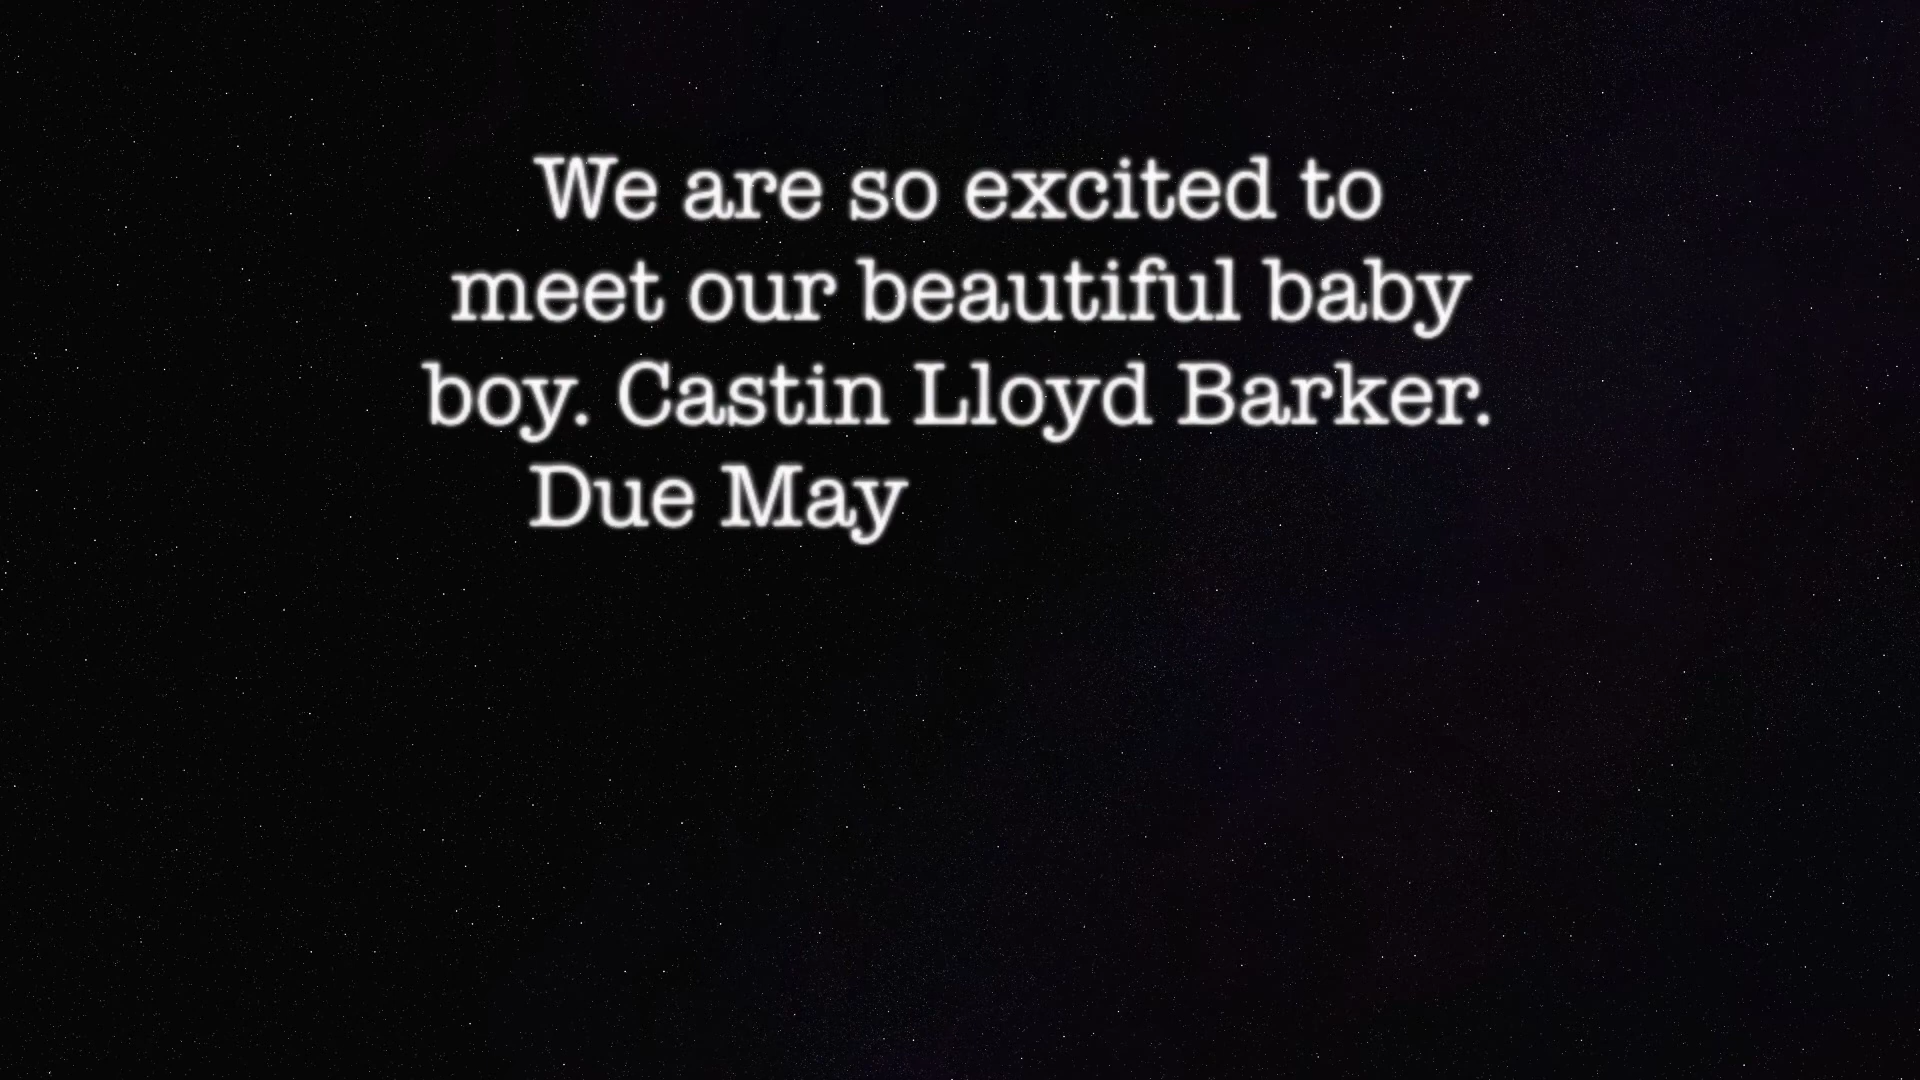 We are so excited to
meet our beautiful baby
boy. Castin Lloyd Barker.
Due May